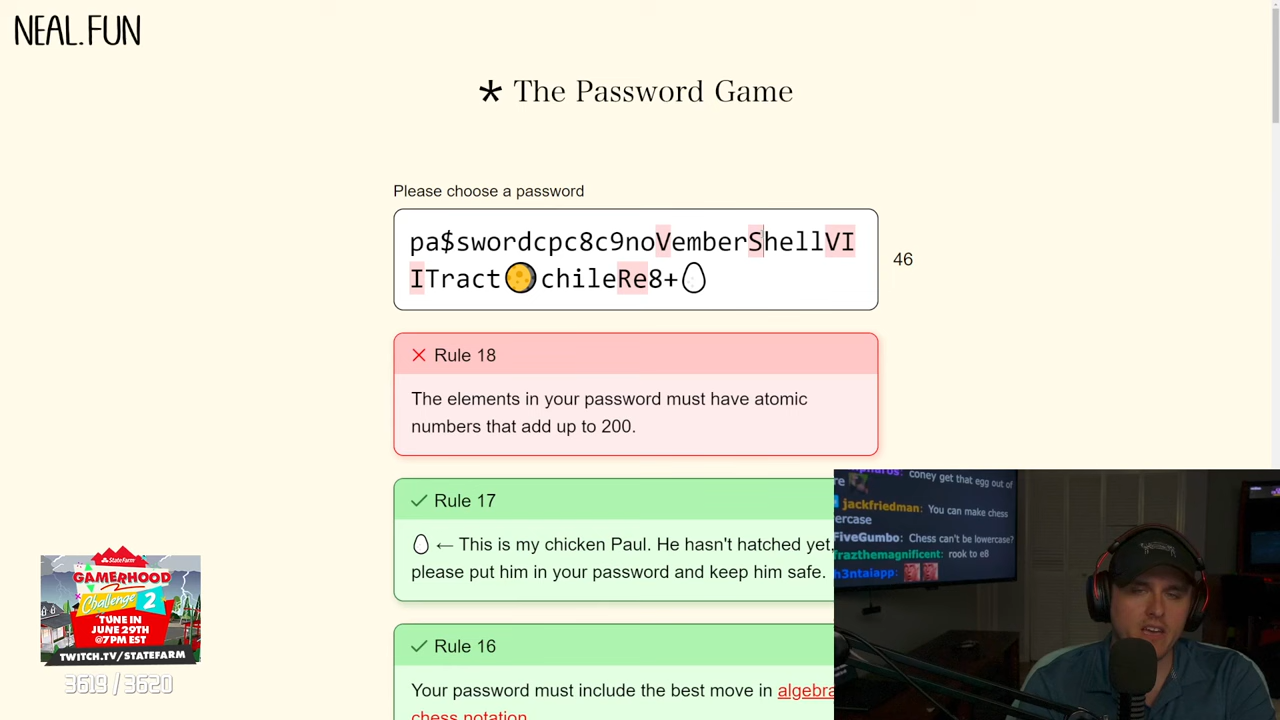 NEAL.FUN
* The Password Game
Please choose a password
pa$swordcpc8c9noVemberShellVI
ITract🌖chileRe8+🥚
46
Rule 18
The elements in your password must have atomic
numbers that add up to 200.
Rule 17
🥚 ← This is my chicken Paul. He hasn't hatched yet.
please put him in your password and keep him safe.
Rule 16
Your password must include the best move in algebra
chess notation.
coney get that egg out of
re
jackfriedman: You can make chess
ercase
FiveGumbo: Chess can't be lowercase?
frazthemagnificent: rook to e8
h3ntaiapp:
StateFarm
GAMERHOOD
Challenge 2
TUNE IN
JUNE 29TH
@7PM EST
TWITCH.TV/STATEFARM
3619 / 3620